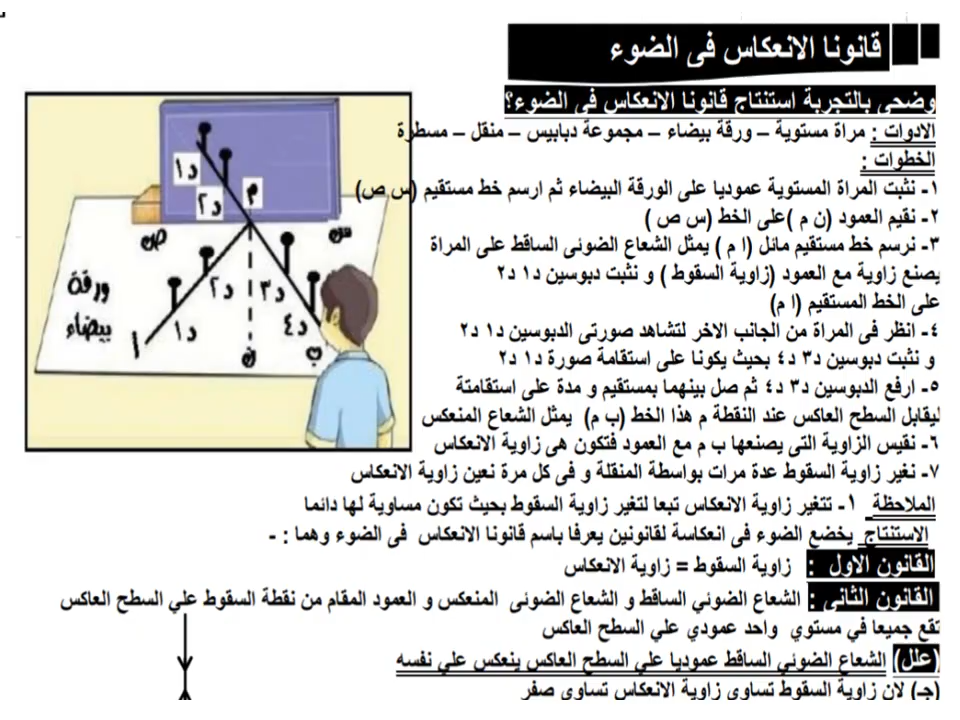 قانونا الانعكاس فى الضوء
وضحى بالتجربة استنتاج قانونا الانعكاس فى الضوء؟
الادوات : مراة مستوية – ورقة بيضاء – مجموعة دبابيس – منقل – مسطرة
الخطوات :
١- نثبت المراة المستوية عموديا على الورقة البيضاء ثم ارسم خط مستقيم (س ص)
٢- نقيم العمود (ن م )على الخط (س ص )
٣- نرسم خط مستقيم مائل (ا م ) يمثل الشعاع الضوئى الساقط على المراة
يصنع زاوية مع العمود (زاوية السقوط ) و نثبت دبوسين د١ د٢
على الخط المستقيم (ا م)
٤- انظر فى المراة من الجانب الاخر لتشاهد صورتى الدبوسين د١ د٢
و نثبت دبوسين د٣ د٤ بحيث يكونا على استقامة صورة د١ د٢
٥- ارفع الدبوسين د٣ د٤ ثم صل بينهما بمستقيم و مدة على استقامتة
ليقابل السطح العاكس عند النقطة م هذا الخط (ب م) يمثل الشعاع المنعكس
٦- نقيس الزاوية التى يصنعها ب م مع العمود فتكون هى زاوية الانعكاس
٧- نغير زاوية السقوط عدة مرات بواسطة المنقلة و فى كل مرة نعين زاوية الانعكاس
الملاحظة ١- تتغير زاوية الانعكاس تبعا لتغير زاوية السقوط بحيث تكون مساوية لها دائما
الاستنتاج يخضع الضوء فى انعكاسة لقانونين يعرفا باسم قانونا الانعكاس فى الضوء وهما : -
القانون الاول : زاوية السقوط = زاوية الانعكاس
القانون الثانى : الشعاع الضوئي الساقط و الشعاع الضوئى المنعكس و العمود المقام من نقطة السقوط علي السطح العاكس
تقع جميعا في مستوي واحد عمودي علي السطح العاكس
(علل) الشعاع الضوئي الساقط عموديا علي السطح العاكس ينعكس علي نفسه
(جـ) لان زاوية السقوط تساوى زاوية الانعكاس تساوى صفر
د١
د٢
م
س
ص
د٣
د٢
د٤
د١
ب
ن
أ
ورقة
بيضاء